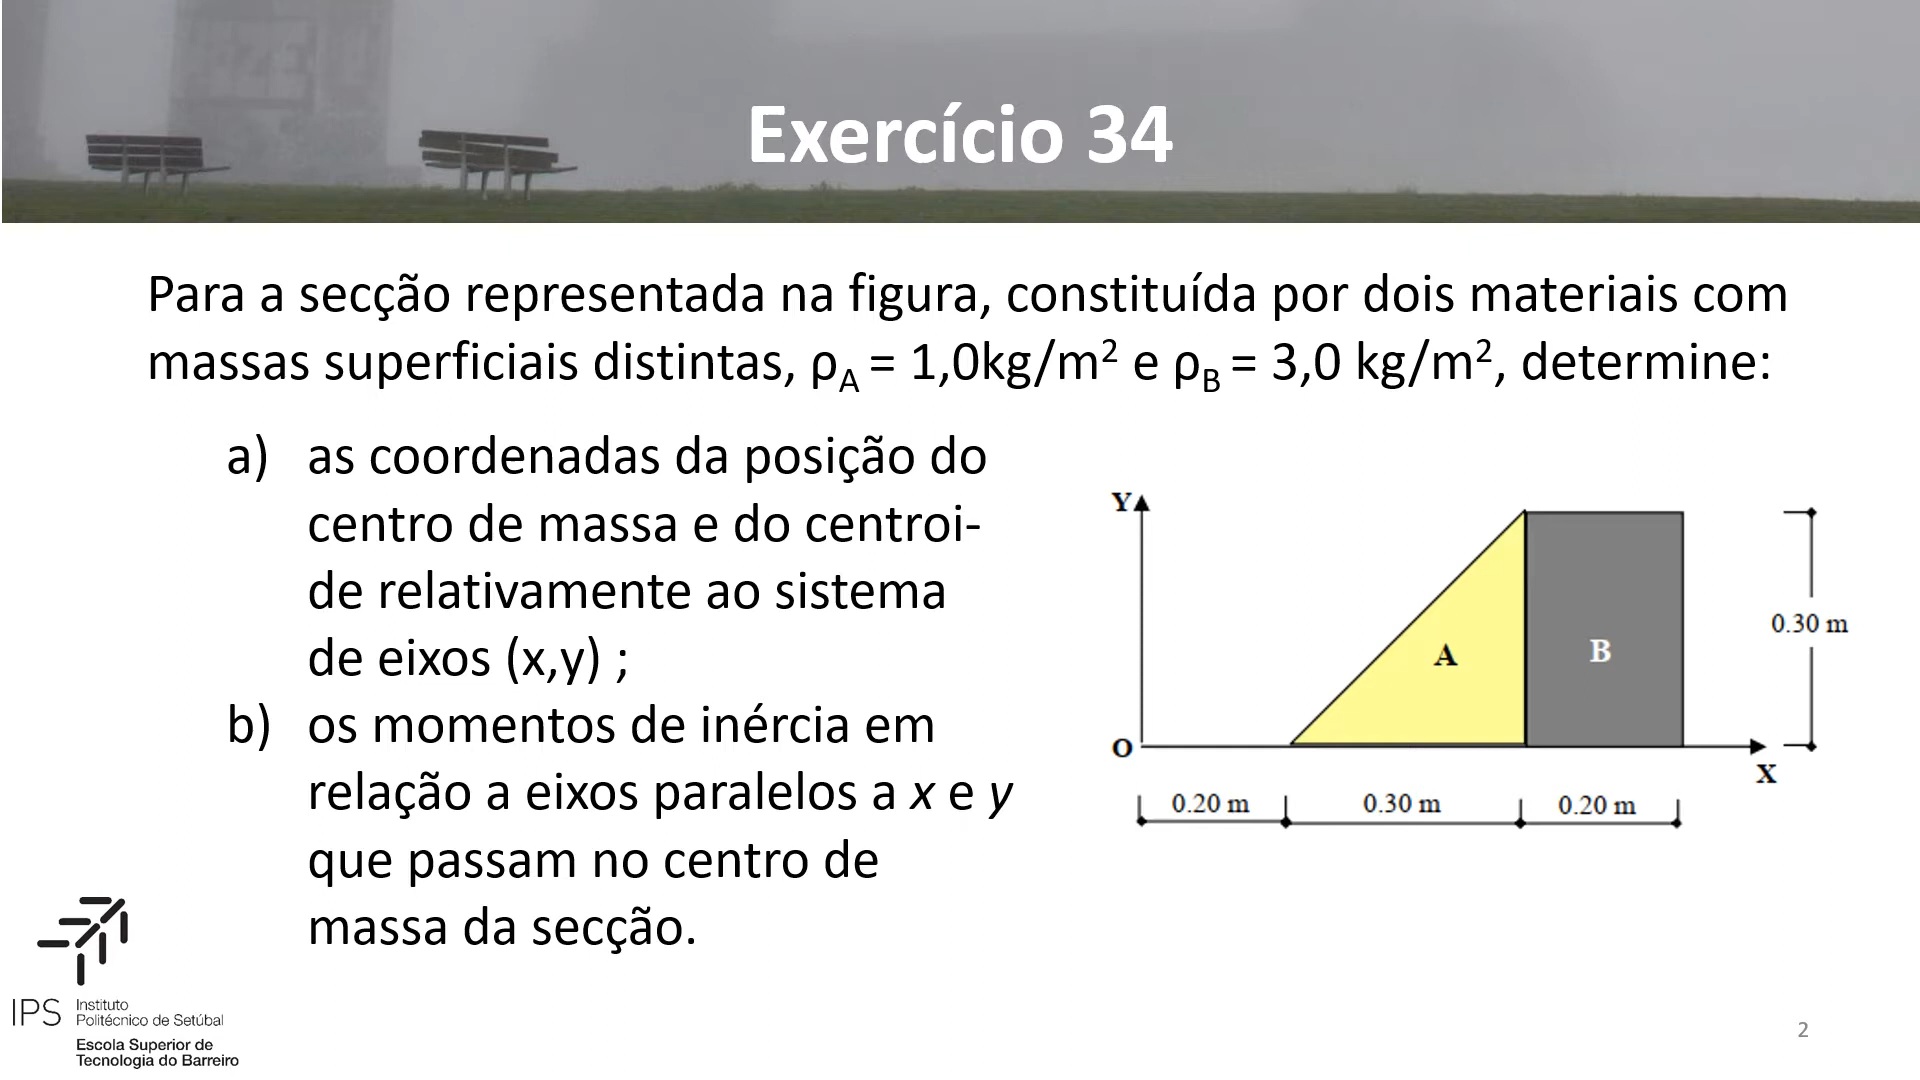 Exercício 34
Para a secção representada na figura, constituída por dois materiais com
massas superficiais distintas, ρA = 1,0kg/m² e ρB = 3,0 kg/m², determine:
a) as coordenadas da posição do
centro de massa e do centroi-
de relativamente ao sistema
de eixos (x,y) ;
b) os momentos de inércia em
relação a eixos paralelos a x e y
que passam no centro de
massa da secção.
Y
A
B
0.30 m
O
X
0.20 m
0.30 m
0.20 m
IPS
Instituto
Politécnico de Setúbal
Escola Superior de
Tecnologia do Barreiro
2